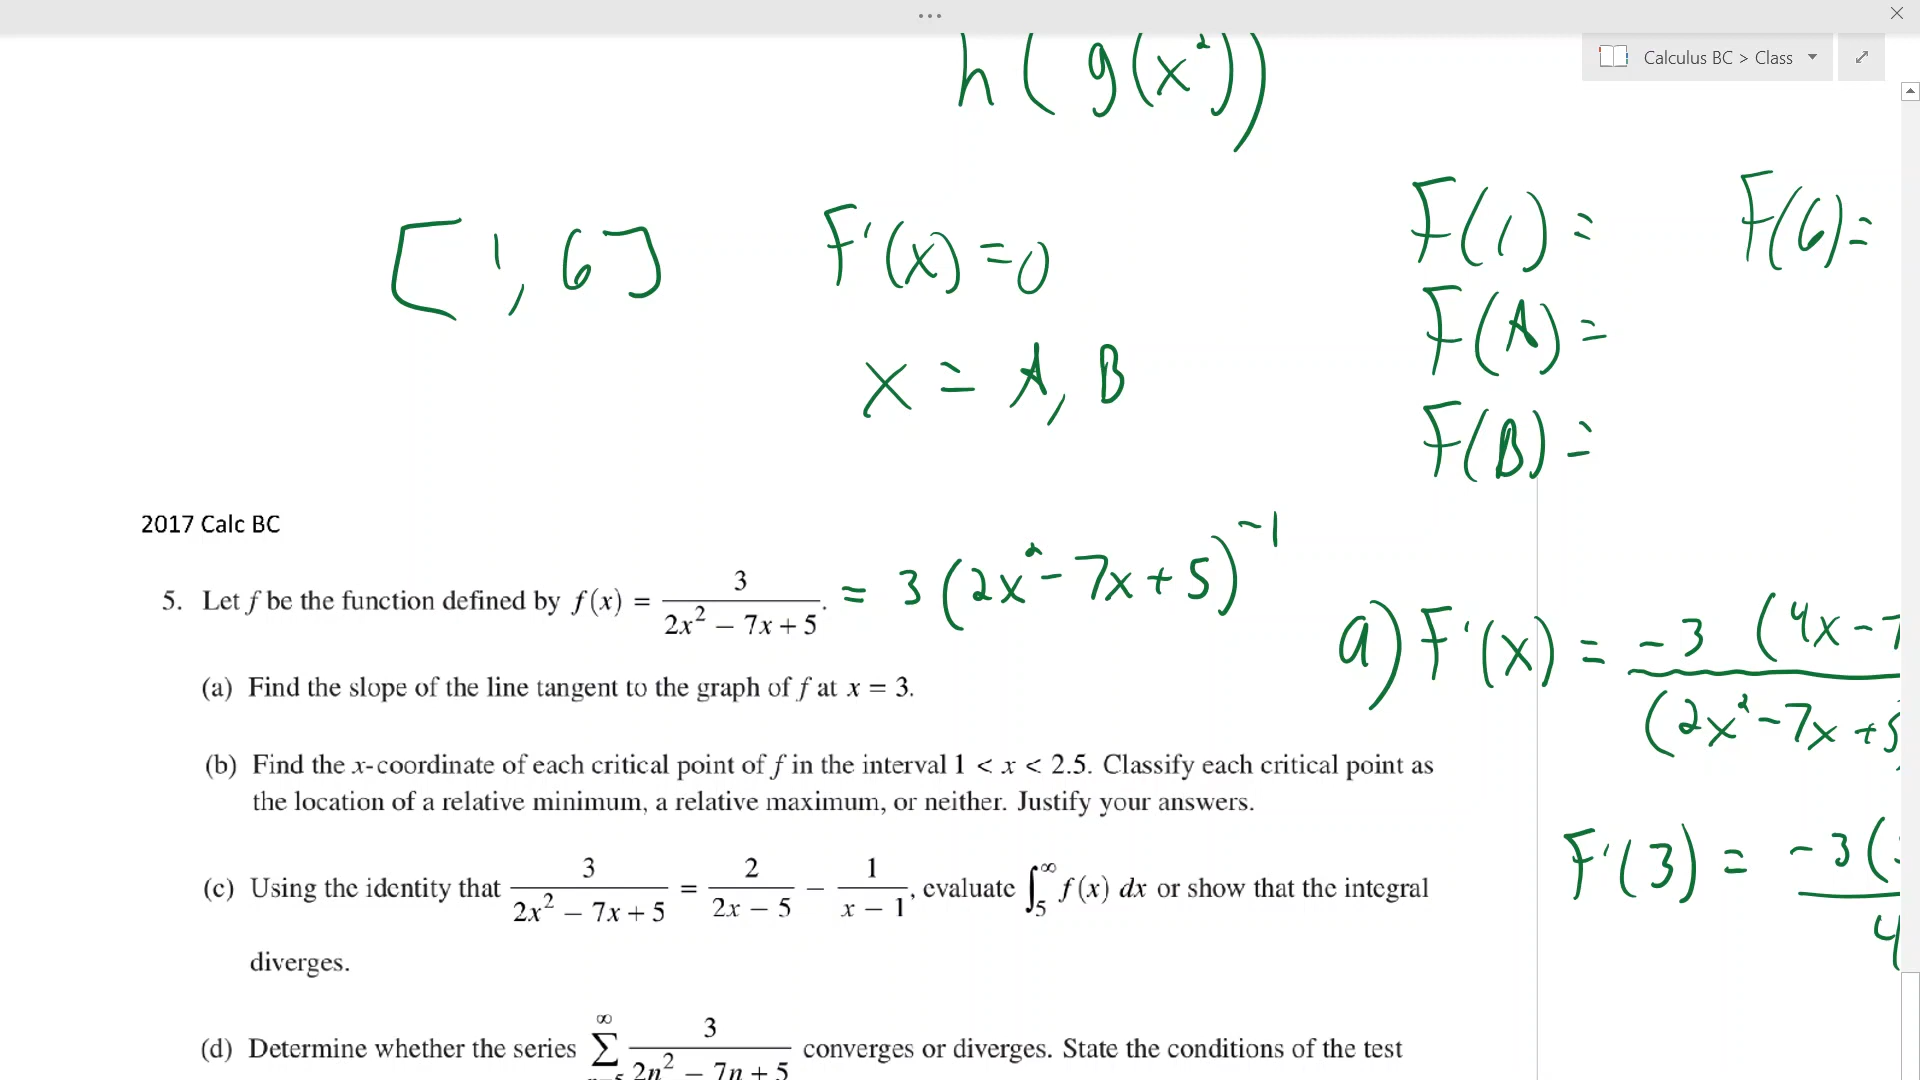 ...
Calculus BC > Class
h(g(x²))
[1, 6]
F'(x) = 0
x = A, B
F(1) =
F(6) =
F(A) =
F(B) =
2017 Calc BC
5. Let f be the function defined by f(x) = 3/(2x² − 7x + 5). = 3(2x² − 7x + 5)⁻¹
a) F'(x) = −3 (4x − 7 / (2x² − 7x + 5
(a) Find the slope of the line tangent to the graph of f at x = 3.
(b) Find the x-coordinate of each critical point of f in the interval 1 < x < 2.5. Classify each critical point as
the location of a relative minimum, a relative maximum, or neither. Justify your answers.
F'(3) = −3( / 4
(c) Using the identity that 3/(2x² − 7x + 5) = 2/(2x − 5) − 1/(x − 1), evaluate ∫₅^∞ f(x) dx or show that the integral
diverges.
(d) Determine whether the series ∑^∞ 3/(2n² − 7n + 5) converges or diverges. State the conditions of the test